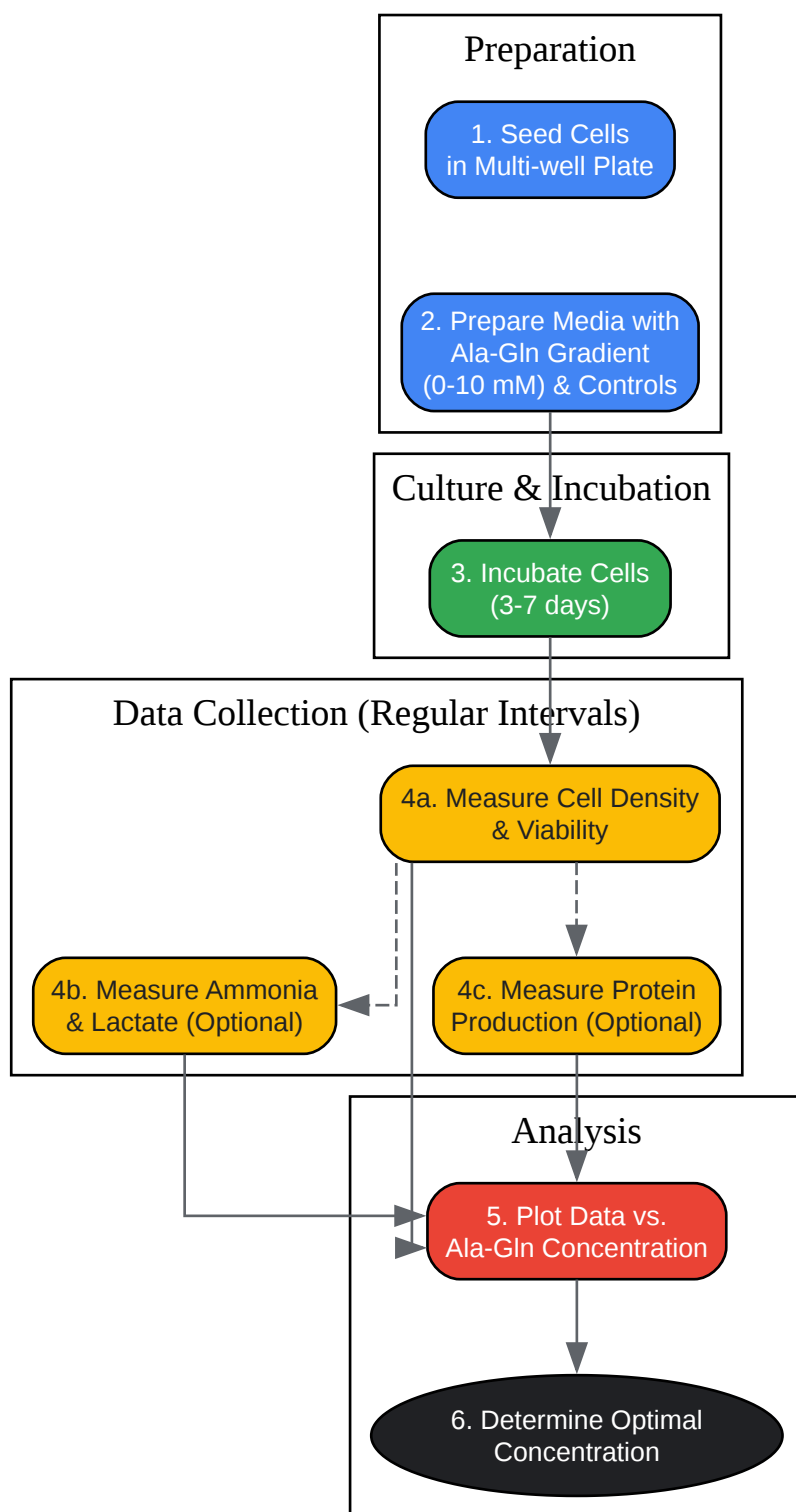 Preparation
1. Seed Cells
in Multi-well Plate
2. Prepare Media with
Ala-Gln Gradient
(0-10 mM) & Controls
Culture & Incubation
3. Incubate Cells
(3-7 days)
Data Collection (Regular Intervals)
4a. Measure Cell Density
& Viability
4b. Measure Ammonia
& Lactate (Optional)
4c. Measure Protein
Production (Optional)
Analysis
5. Plot Data vs.
Ala-Gln Concentration
6. Determine Optimal
Concentration